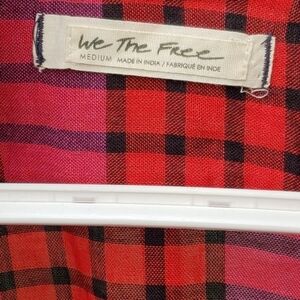 We The Free
MEDIUM MADE IN INDIA / FABRIQUÉ EN INDE